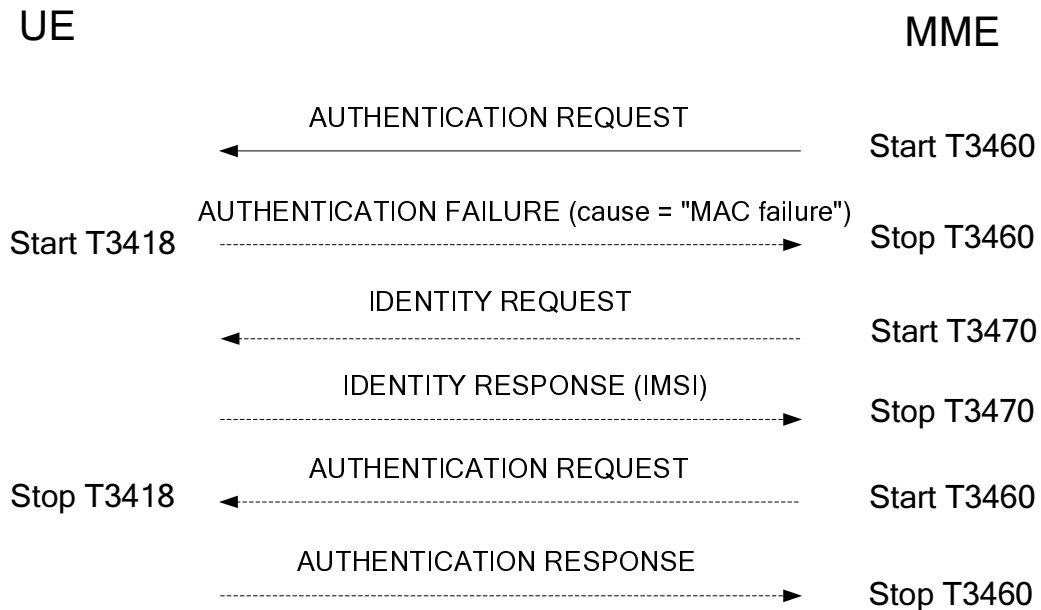 UE
MME
AUTHENTICATION REQUEST
Start T3460
AUTHENTICATION FAILURE (cause = "MAC failure")
Start T3418
Stop T3460
IDENTITY REQUEST
Start T3470
IDENTITY RESPONSE (IMSI)
Stop T3470
AUTHENTICATION REQUEST
Stop T3418
Start T3460
AUTHENTICATION RESPONSE
Stop T3460